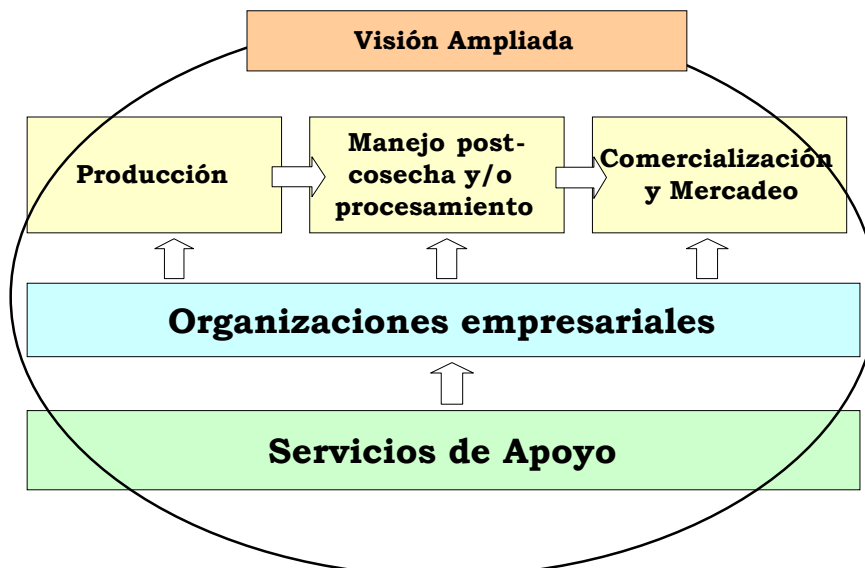 Visión Ampliada
Producción
Manejo post-
cosecha y/o
procesamiento
Comercialización
y Mercadeo
Organizaciones empresariales
Servicios de Apoyo